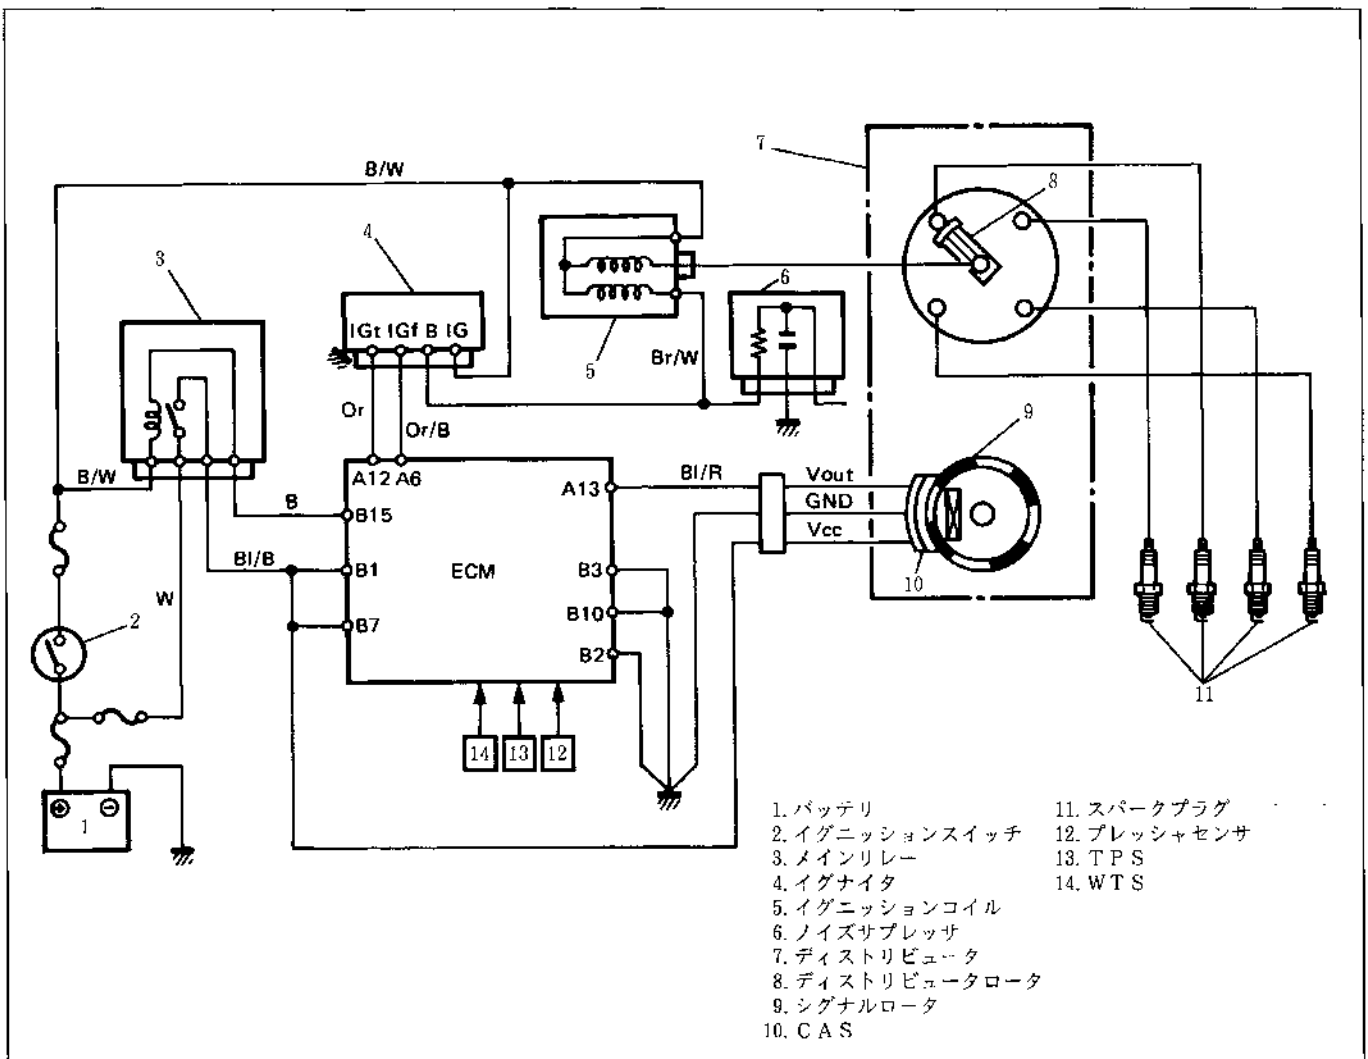 7
8
B/W
4
3
6
IGt IGf B IG
5
Br/W
Or
Or/B
9
B/W
A12 A6
A13
Bl/R
Vout
B
B15
GND
Vcc
Bl/B
B1
ECM
B3
10
W
B10
2
B7
B2
11
14
13
12
1
1. バッテリ
2. イグニッションスイッチ
3. メインリレー
4. イグナイタ
5. イグニッションコイル
6. ノイズサプレッサ
7. ディストリビュータ
8. ディストリビュータロータ
9. シグナルロータ
10. CAS
11. スパークプラグ
12. プレッシャセンサ
13. TPS
14. WTS